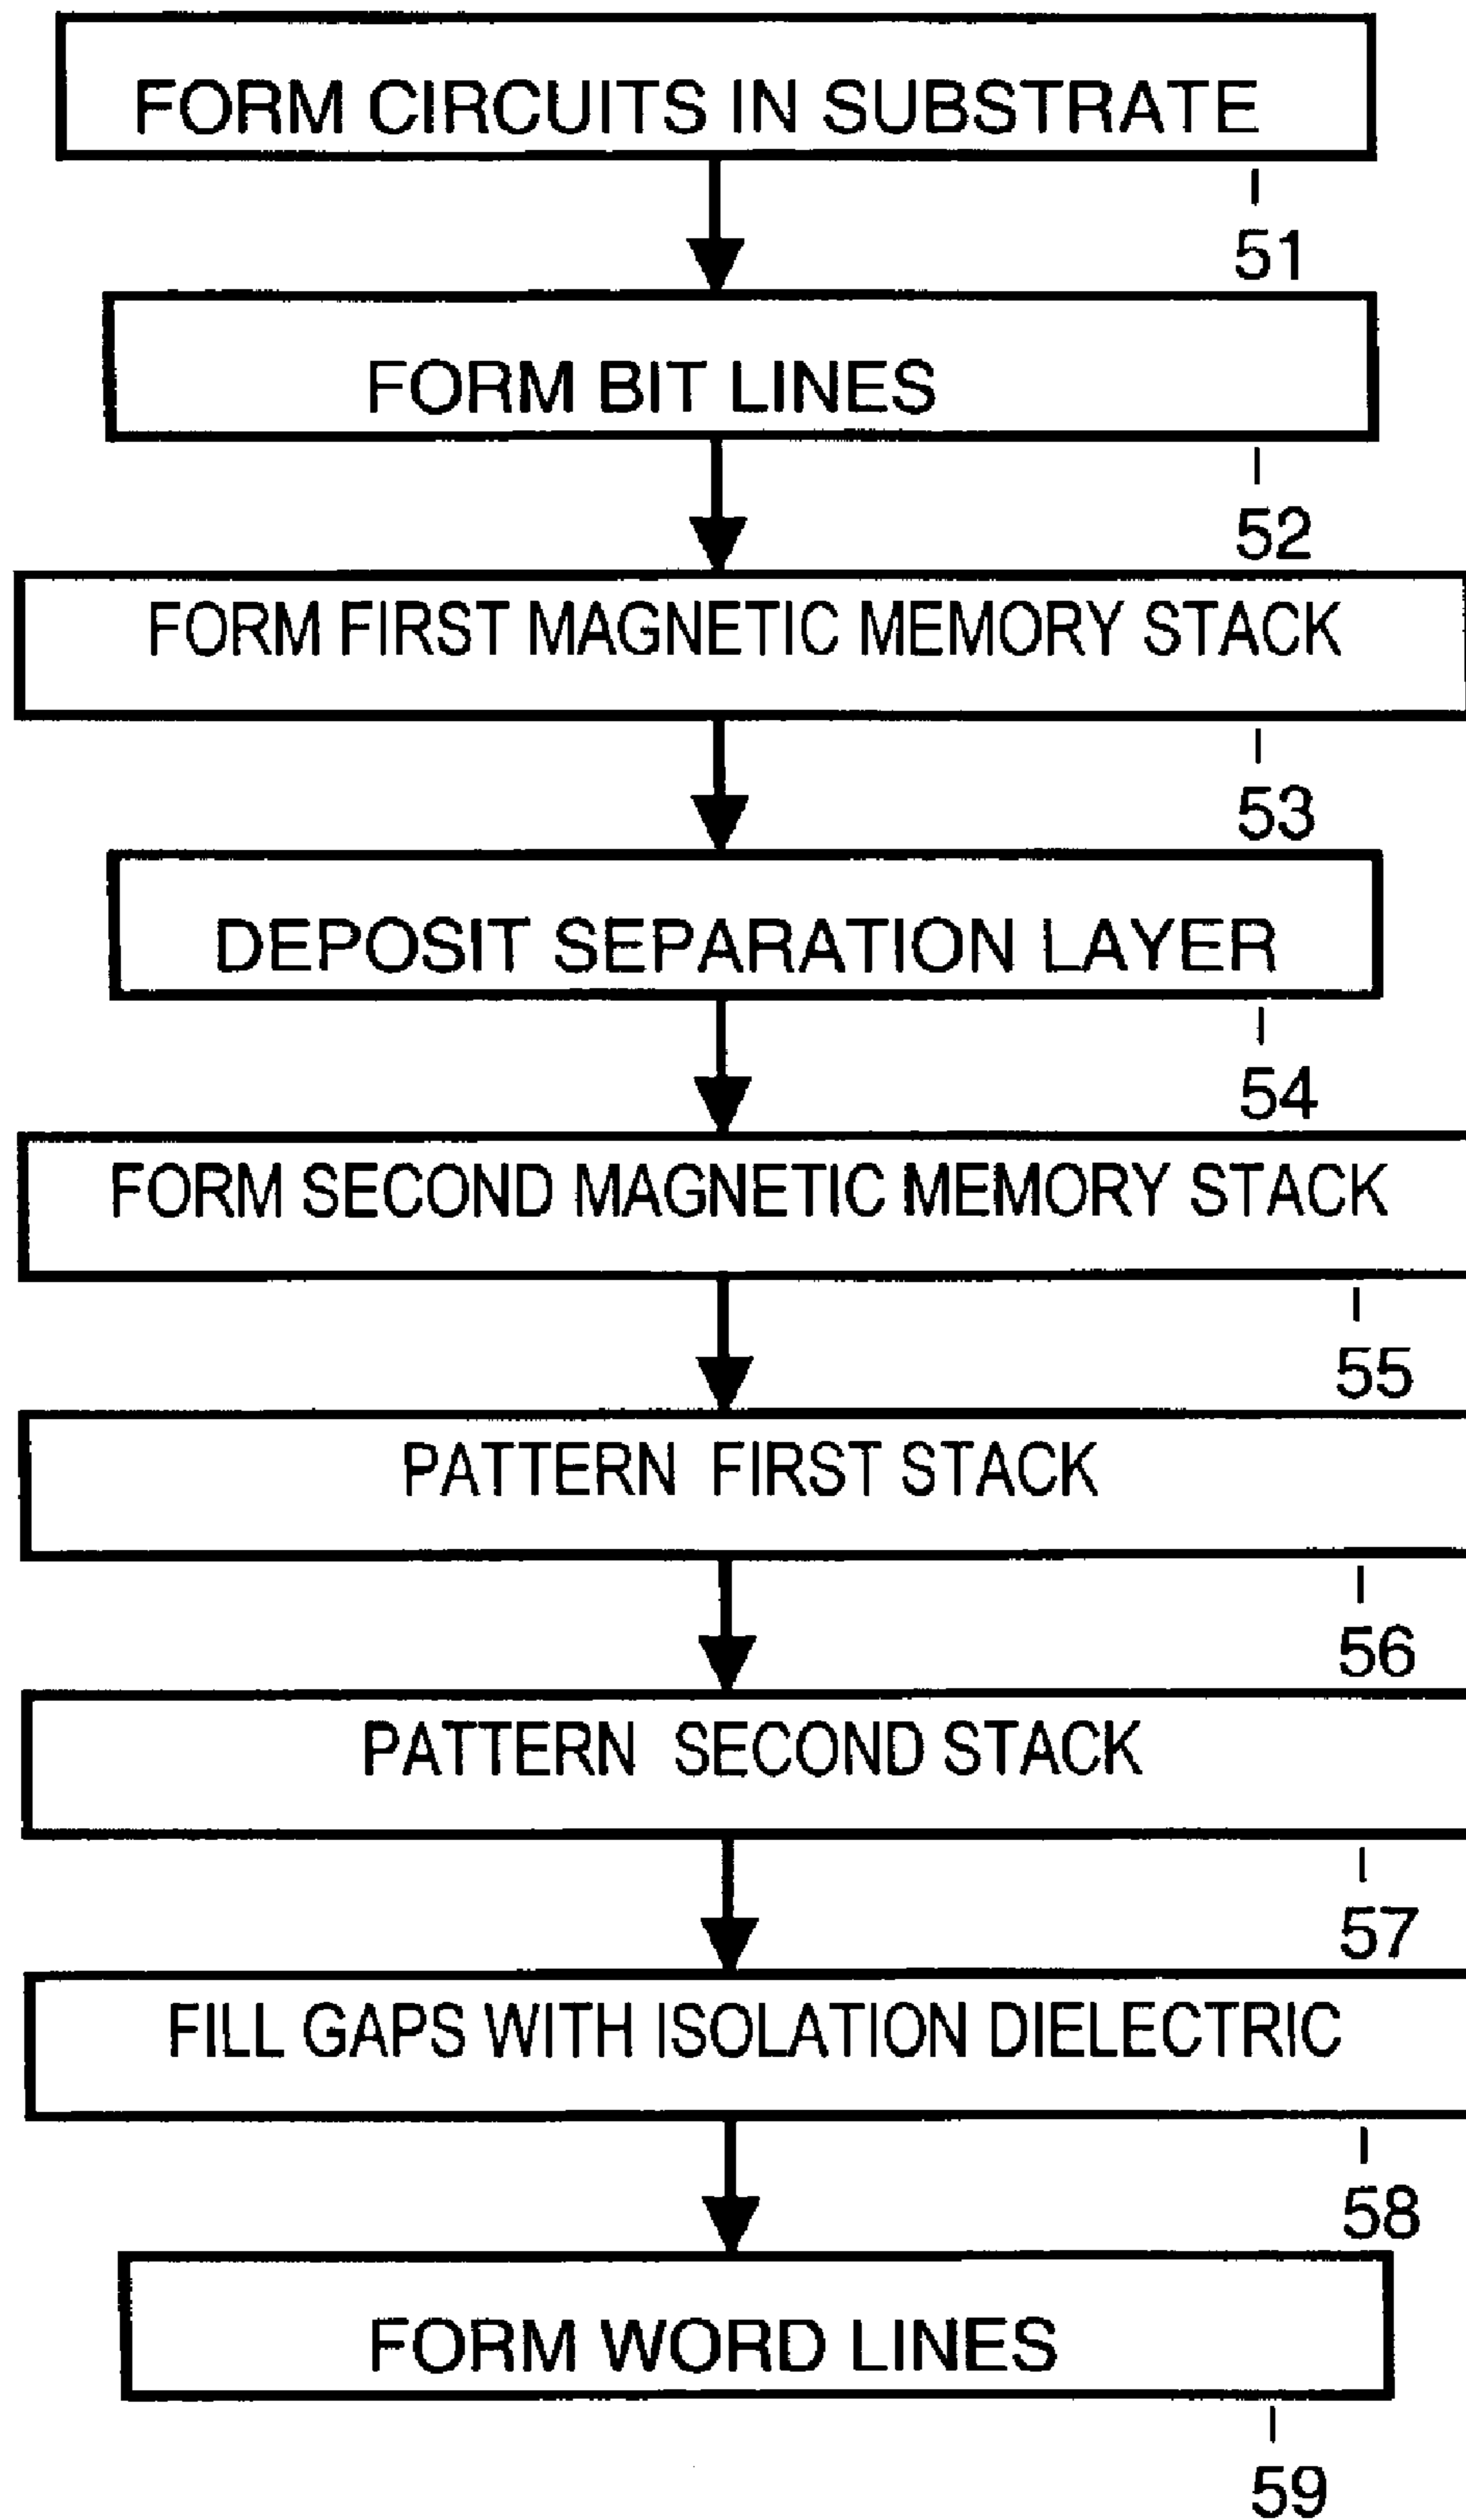 FORM CIRCUITS IN SUBSTRATE
51
FORM BIT LINES
52
FORM FIRST MAGNETIC MEMORY STACK
53
DEPOSIT SEPARATION LAYER
54
FORM SECOND MAGNETIC MEMORY STACK
55
PATTERN FIRST STACK
56
PATTERN SECOND STACK
57
FILL GAPS WITH ISOLATION DIELECTRIC
58
FORM WORD LINES
59